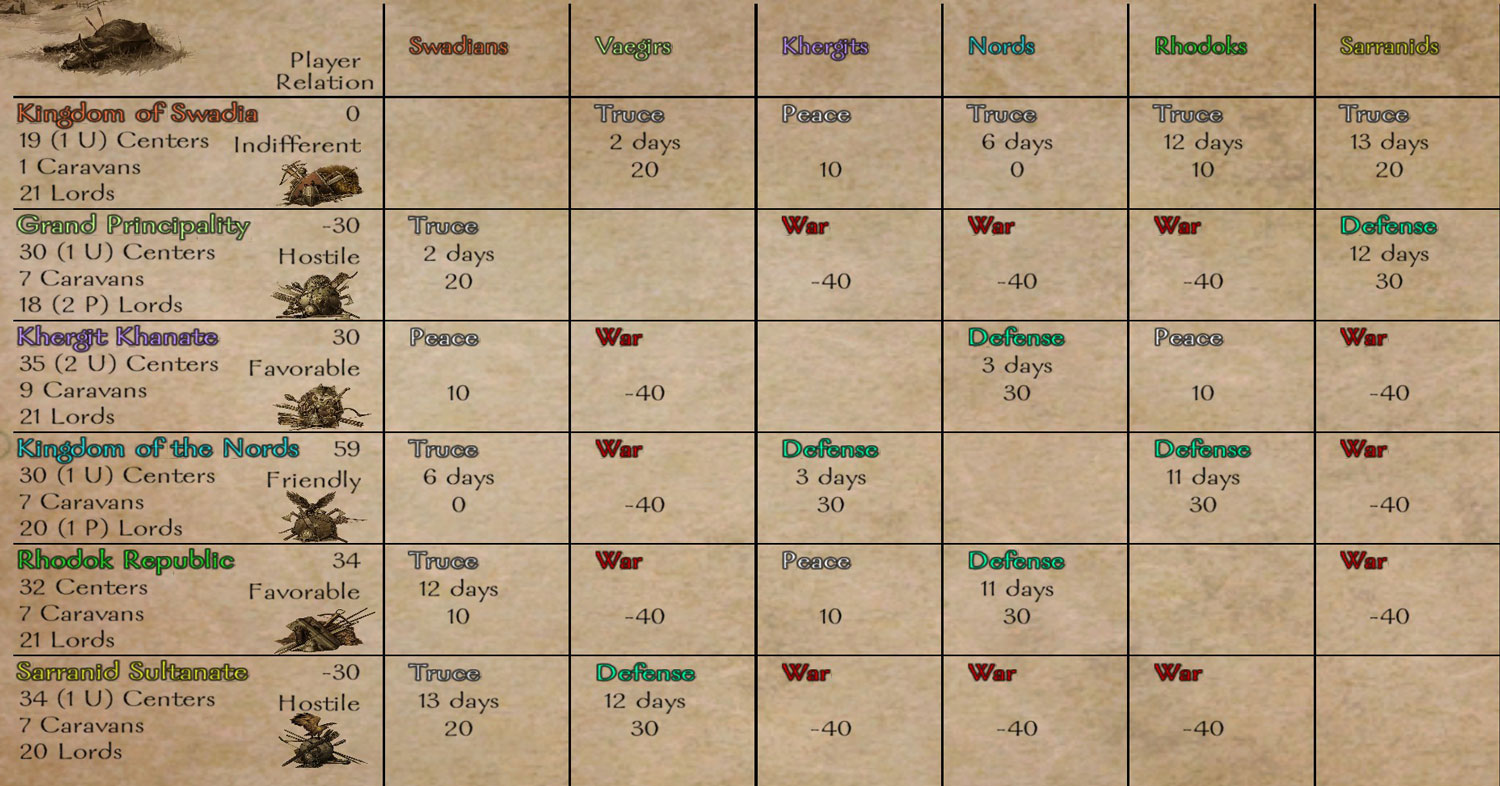 Player Relation Swadians Vaegirs Khergits Nords Rhodoks Sarranids
Kingdom of Swadia 0 Truce Peace Truce Truce Truce
19 (1 U) Centers Indifferent 2 days 6 days 12 days 13 days
1 Caravans 20 10 0 10 20
21 Lords
Grand Principality -30 Truce War War War Defense
30 (1 U) Centers Hostile 2 days 12 days
7 Caravans 20 -40 -40 -40 30
18 (2 P) Lords
Khergit Khanate 30 Peace War Defense Peace War
35 (2 U) Centers Favorable 3 days
9 Caravans 10 -40 30 10 -40
21 Lords
Kingdom of the Nords 59 Truce War Defense Defense War
30 (1 U) Centers Friendly 6 days 3 days 11 days
7 Caravans 0 -40 30 30 -40
20 (1 P) Lords
Rhodok Republic 34 Truce War Peace Defense War
32 Centers Favorable 12 days 11 days
7 Caravans 10 -40 10 30 -40
21 Lords
Sarranid Sultanate -30 Truce Defense War War War
34 (1 U) Centers Hostile 13 days 12 days
7 Caravans 20 30 -40 -40 -40
20 Lords